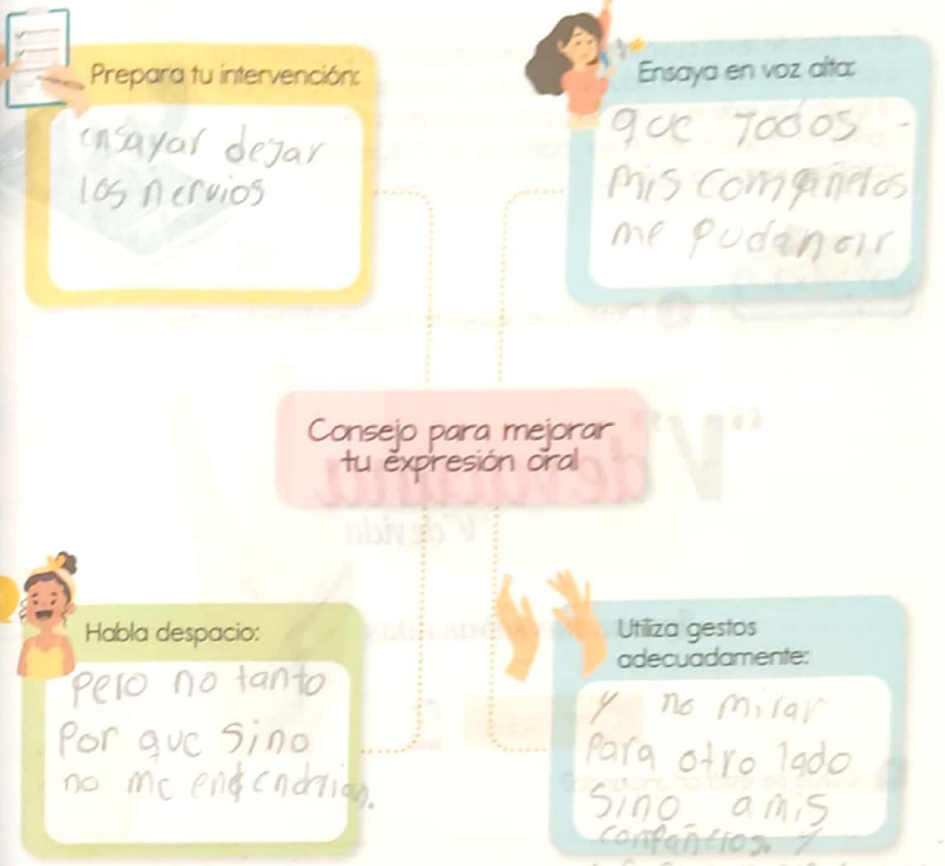 Prepara tu intervención:
ensayar dejar
los nervios
Ensaya en voz alta:
que Todos
mis compañeros
me pudan oir
Consejo para mejorar
tu expresión oral
Habla despacio:
pero no tanto
Por que sino
no me entendrian.
Utiliza gestos
adecuadamente:
y no mirar
Para otro lado
Sino a mis
compañeros. y